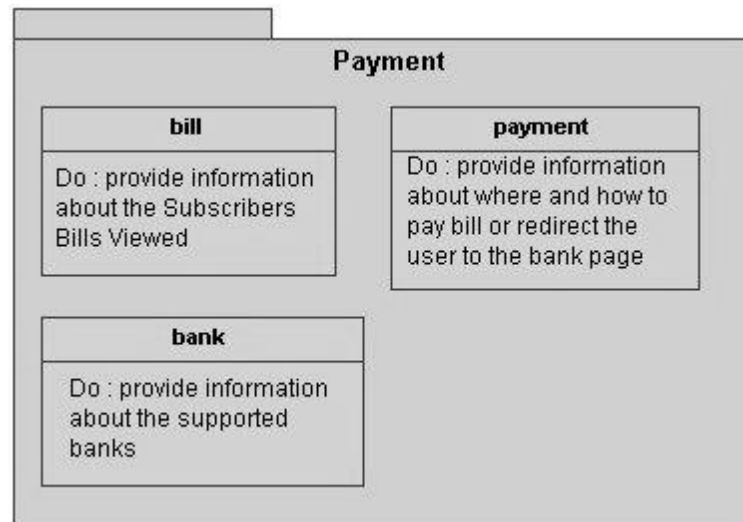 Payment
bill
Do : provide information
about the Subscribers
Bills Viewed
payment
Do : provide information
about where and how to
pay bill or redirect the
user to the bank page
bank
Do : provide information
about the supported
banks